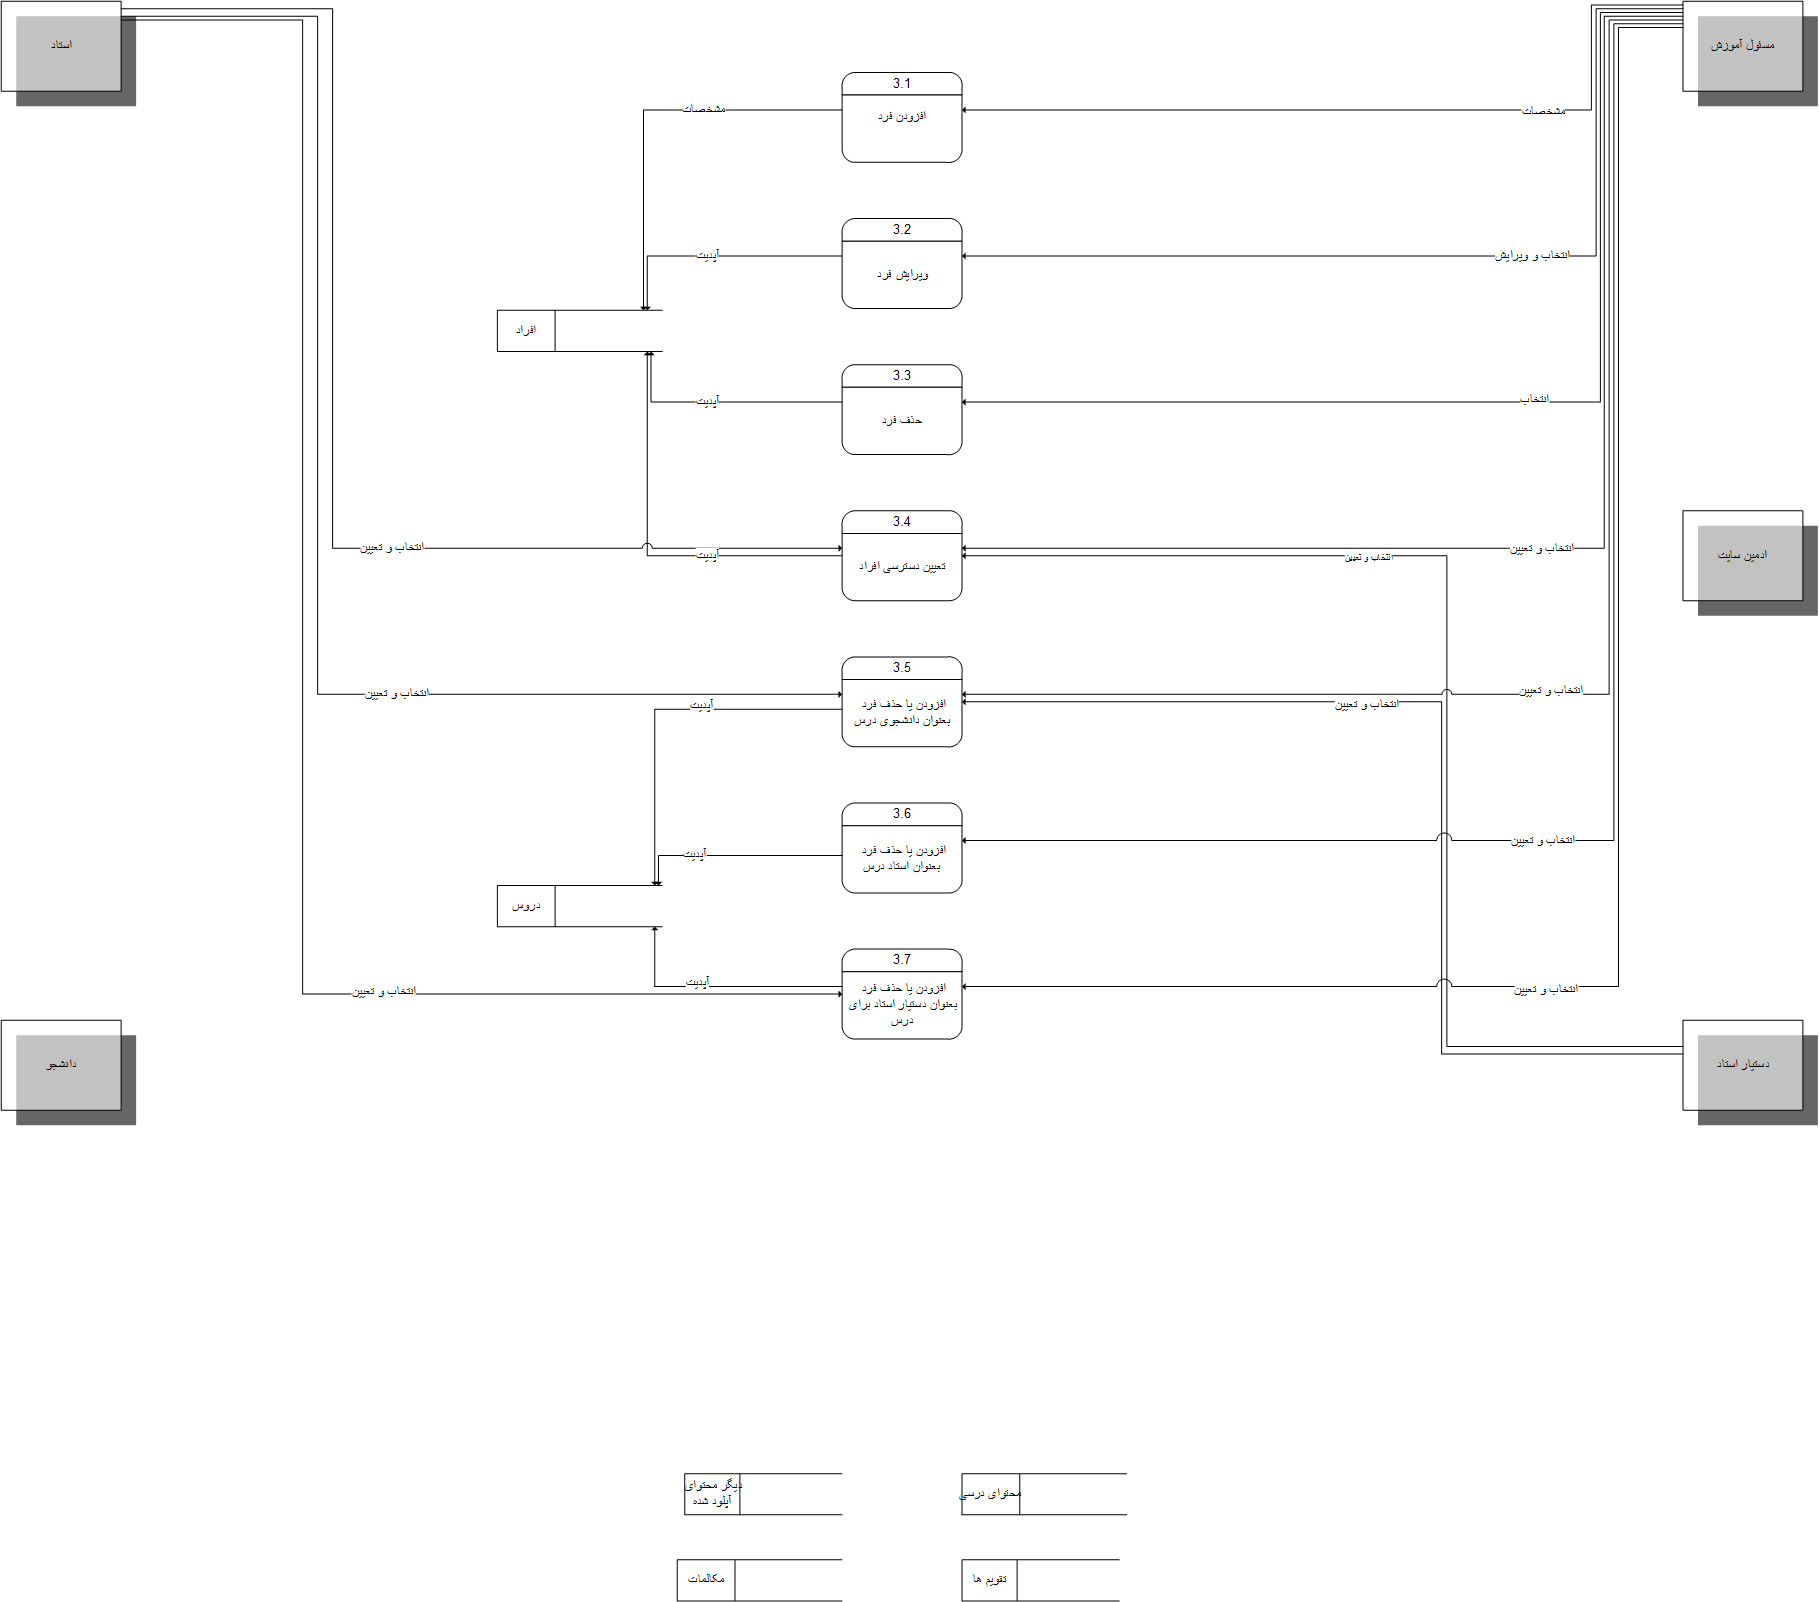 استاد
مسئول آموزش
3.1
افزودن فرد
مشخصات
مشخصات
3.2
ویرایش فرد
آپدیت
انتخاب و ویرایش
افراد
3.3
حذف فرد
آپدیت
انتخاب
3.4
تعیین دسترسی افراد
انتخاب و تعیین
آپدیت
انتخاب و تعیین
انتخاب و تعیین
ادمین سایت
3.5
افزودن یا حذف فرد
بعنوان دانشجوی درس
انتخاب و تعیین
آپدیت
انتخاب و تعیین
انتخاب و تعیین
3.6
افزودن یا حذف فرد
بعنوان استاد درس
آپدیت
انتخاب و تعیین
دروس
3.7
افزودن یا حذف فرد
بعنوان دستیار استاد برای
درس
آپدیت
انتخاب و تعیین
انتخاب و تعیین
دانشجو
دستیار استاد
دیگر محتوای
آپلود شده
محتوای درسی
مکالمات
تقویم ها